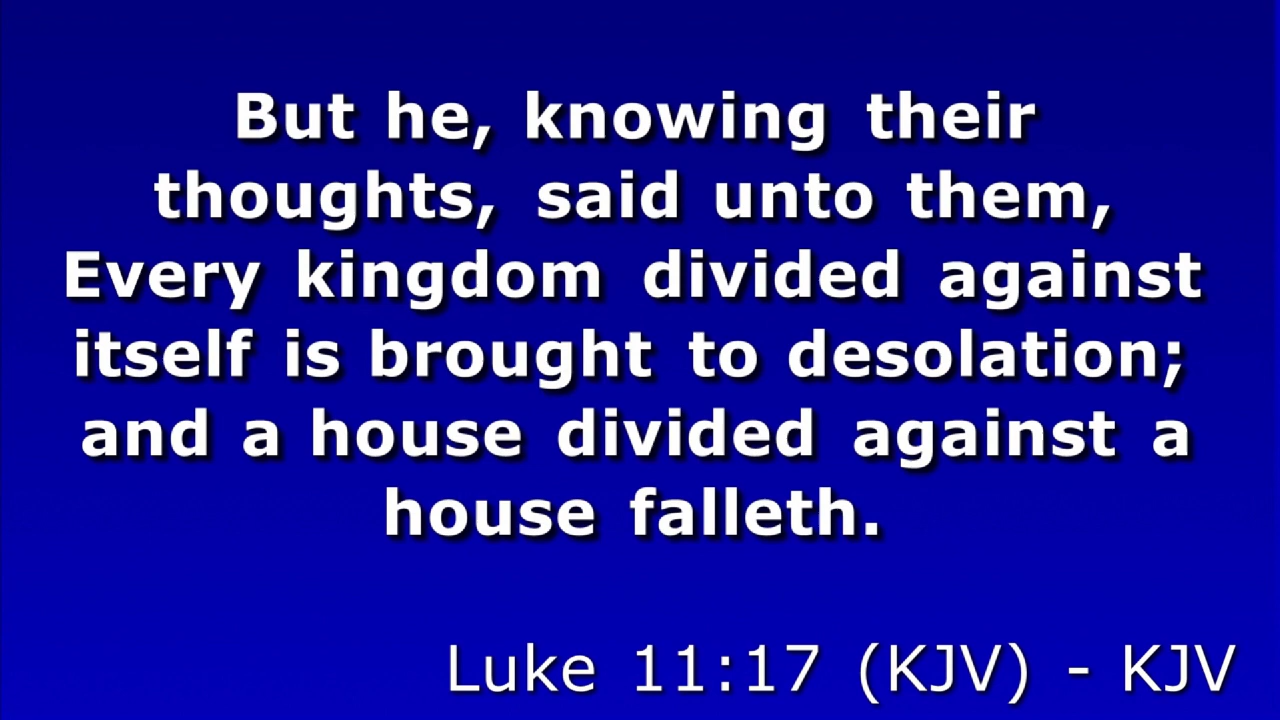 But he, knowing their
thoughts, said unto them,
Every kingdom divided against
itself is brought to desolation;
and a house divided against a
house falleth.
Luke 11:17 (KJV) - KJV